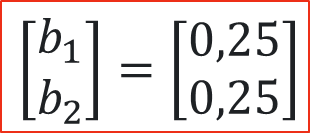 [b₁] = [0,25]
[b₂] = [0,25]